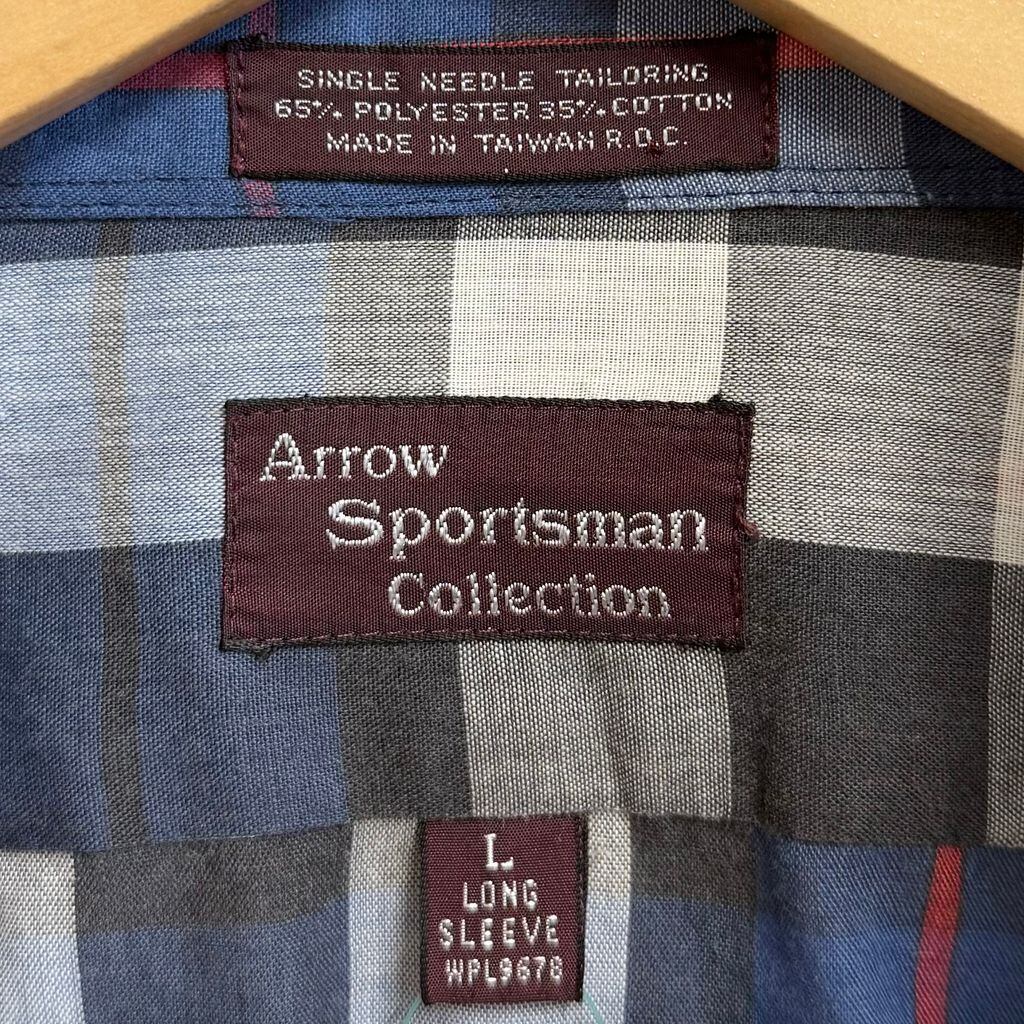 SINGLE NEEDLE TAILORING
65% POLYESTER 35% COTTON
MADE IN TAIWAN R.O.C.
Arrow
Sportsman
Collection
L
LONG
SLEEVE
WPL9678